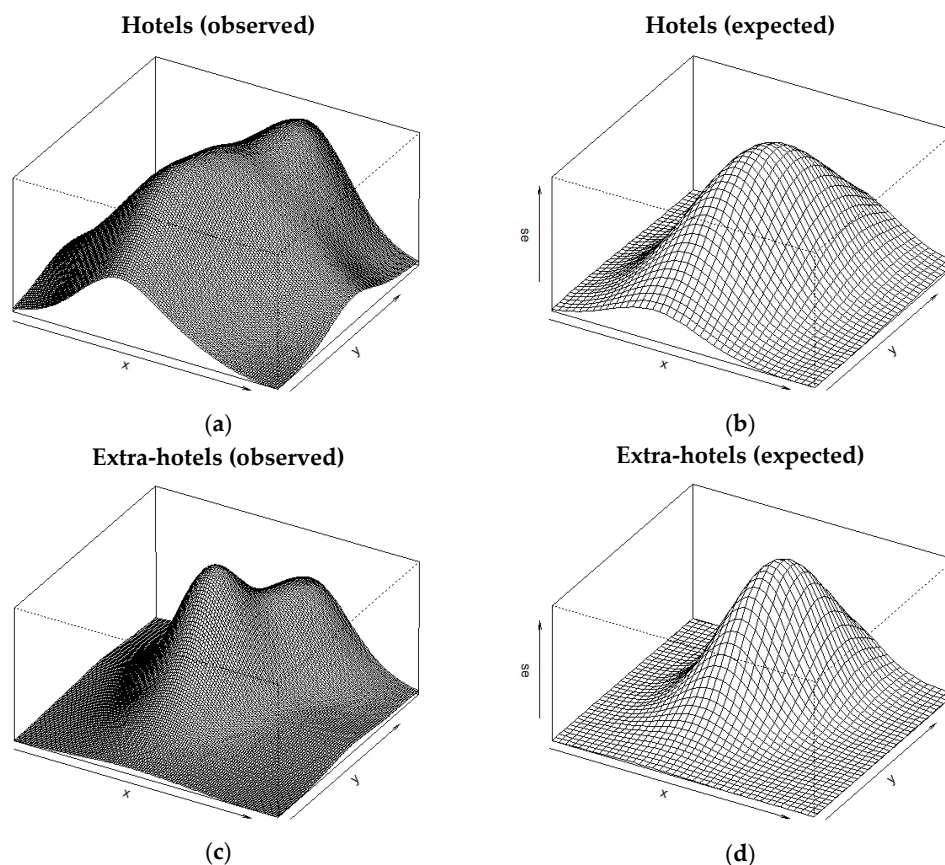 Hotels (observed)
Hotels (expected)
x
y
se
x
y
(a)
(b)
Extra-hotels (observed)
Extra-hotels (expected)
x
y
se
x
y
(c)
(d)